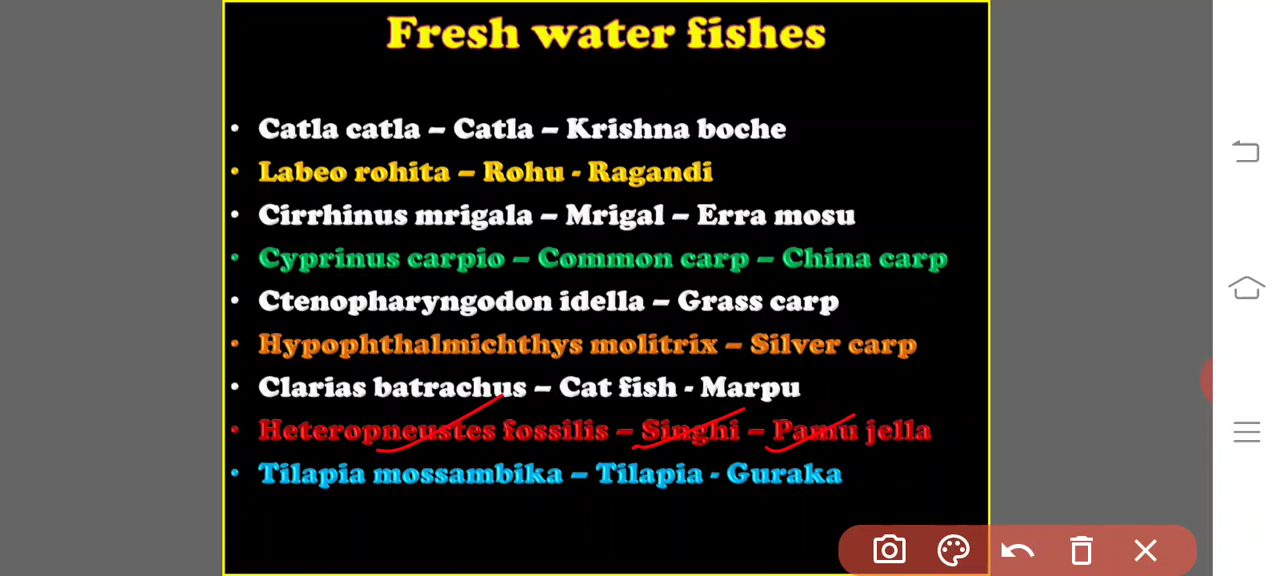 Fresh water fishes
• Catla catla – Catla – Krishna boche
• Labeo rohita – Rohu - Ragandi
• Cirrhinus mrigala – Mrigal – Erra mosu
• Cyprinus carpio – Common carp – China carp
• Ctenopharyngodon idella – Grass carp
• Hypophthalmichthys molitrix – Silver carp
• Clarias batrachus – Cat fish - Marpu
• Heteropneustes fossilis – Singhi – Pamu jella
• Tilapia mossambika – Tilapia - Guraka